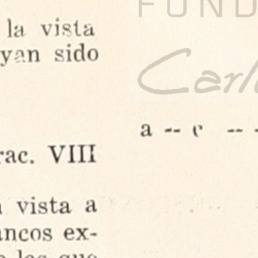 la vista
yan sido
rac. VIII
vista a
ancos ex-
FUND
Carl
a -- e --